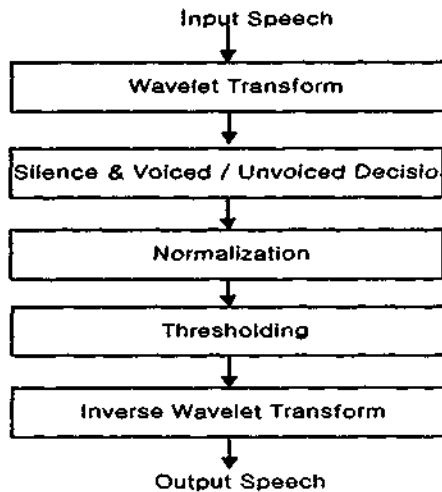 Input Speech
Wavelet Transform
Silence & Voiced / Unvoiced Decisio
Normalization
Thresholding
Inverse Wavelet Transform
Output Speech